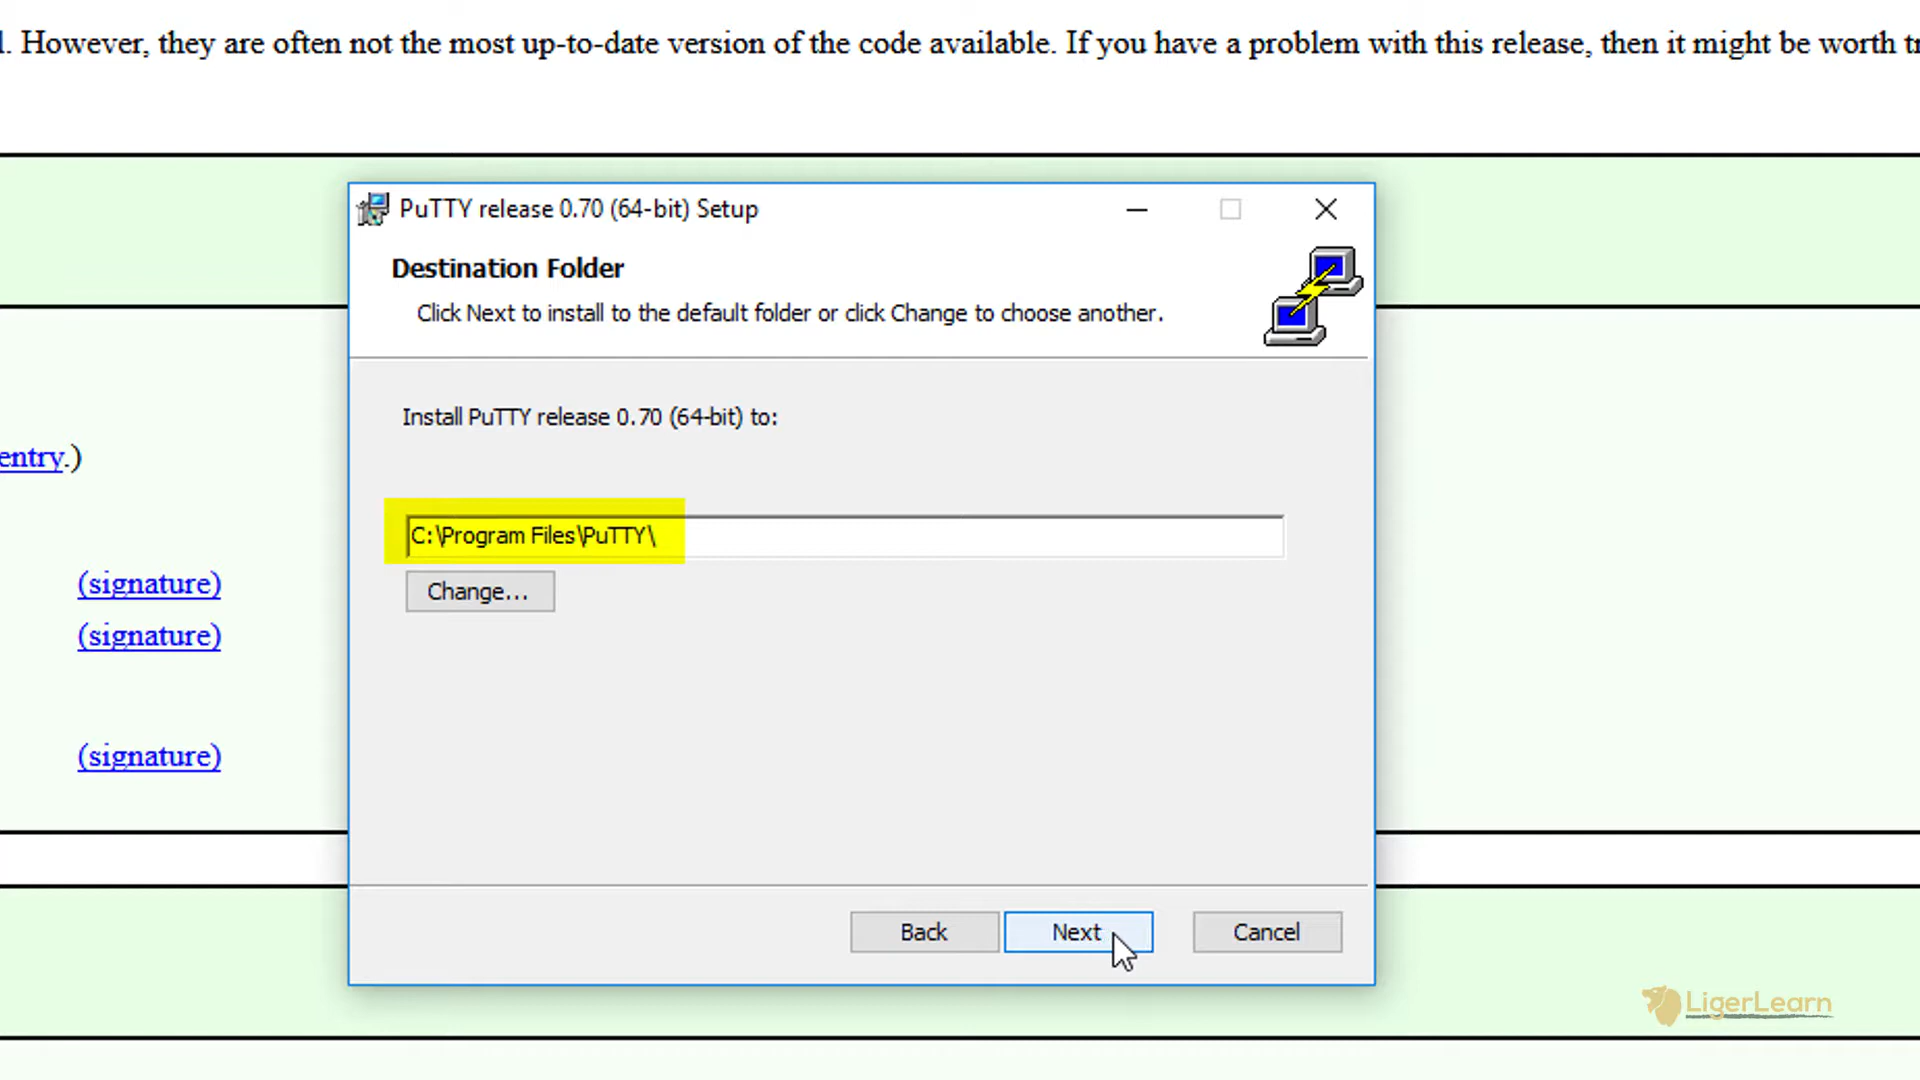 . However, they are often not the most up-to-date version of the code available. If you have a problem with this release, then it might be worth
PuTTY release 0.70 (64-bit) Setup
Destination Folder
Click Next to install to the default folder or click Change to choose another.
Install PuTTY release 0.70 (64-bit) to:
entry.)
C:\Program Files\PuTTY\
(signature)
Change...
(signature)
(signature)
Back
Next
Cancel
LigerLearn